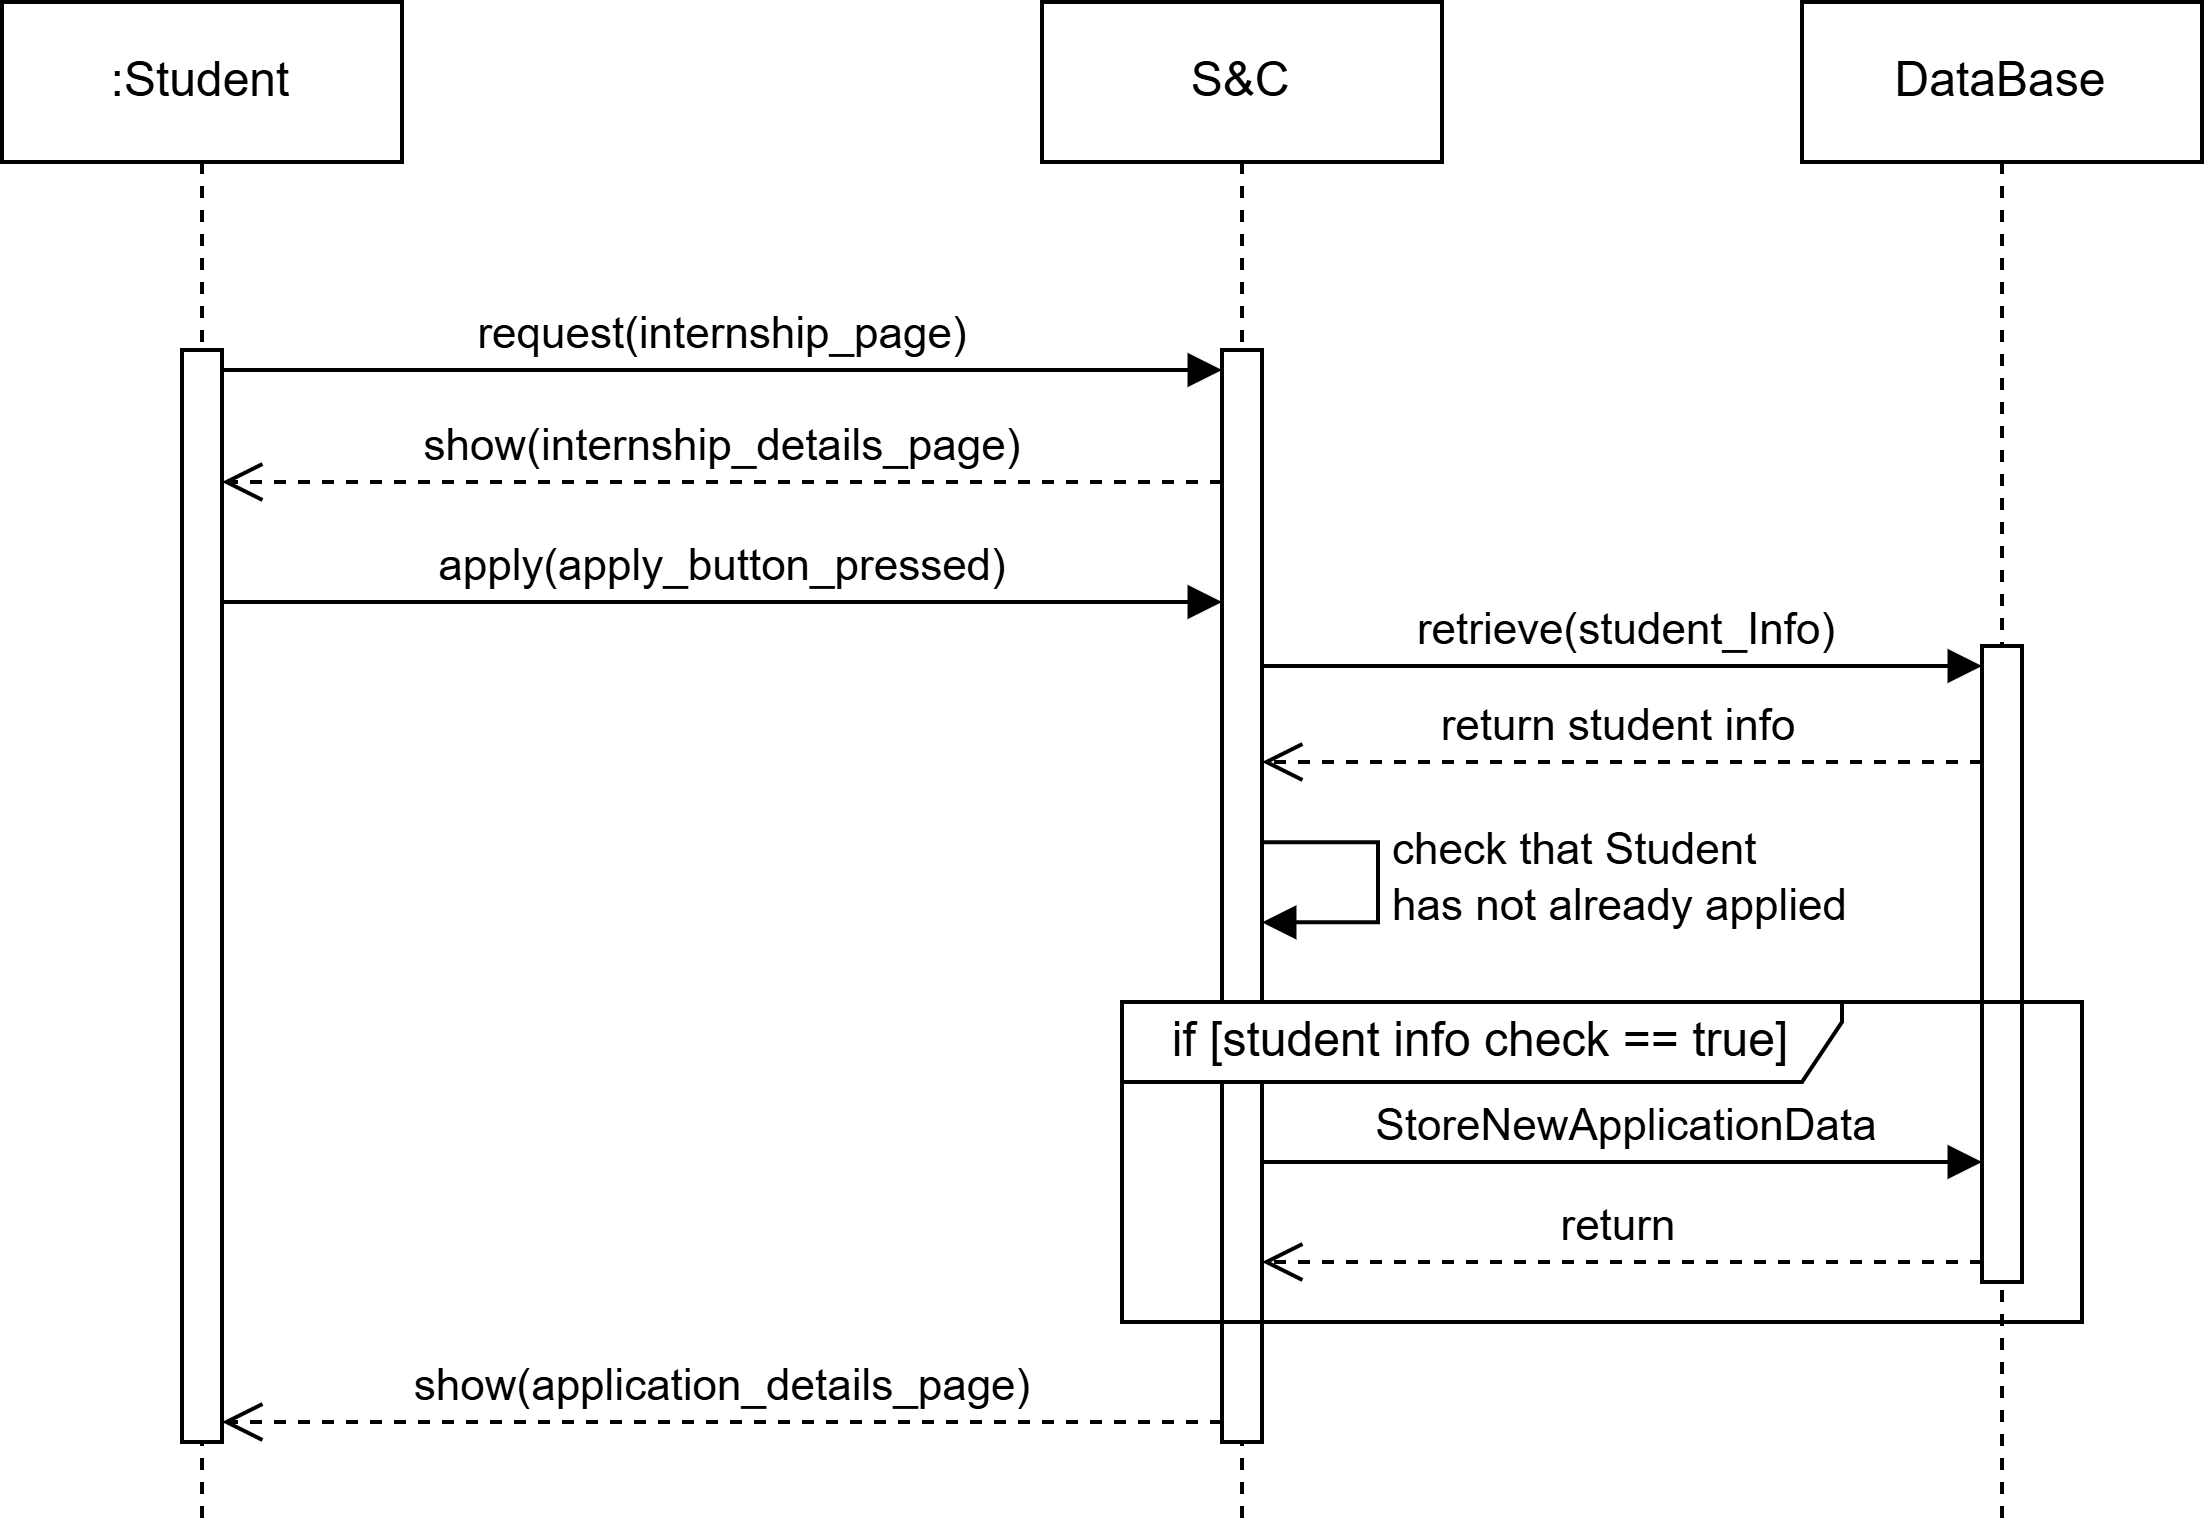 :Student
S&C
DataBase
request(internship_page)
show(internship_details_page)
apply(apply_button_pressed)
retrieve(student_Info)
return student info
check that Student
has not already applied
if [student info check == true]
StoreNewApplicationData
return
show(application_details_page)